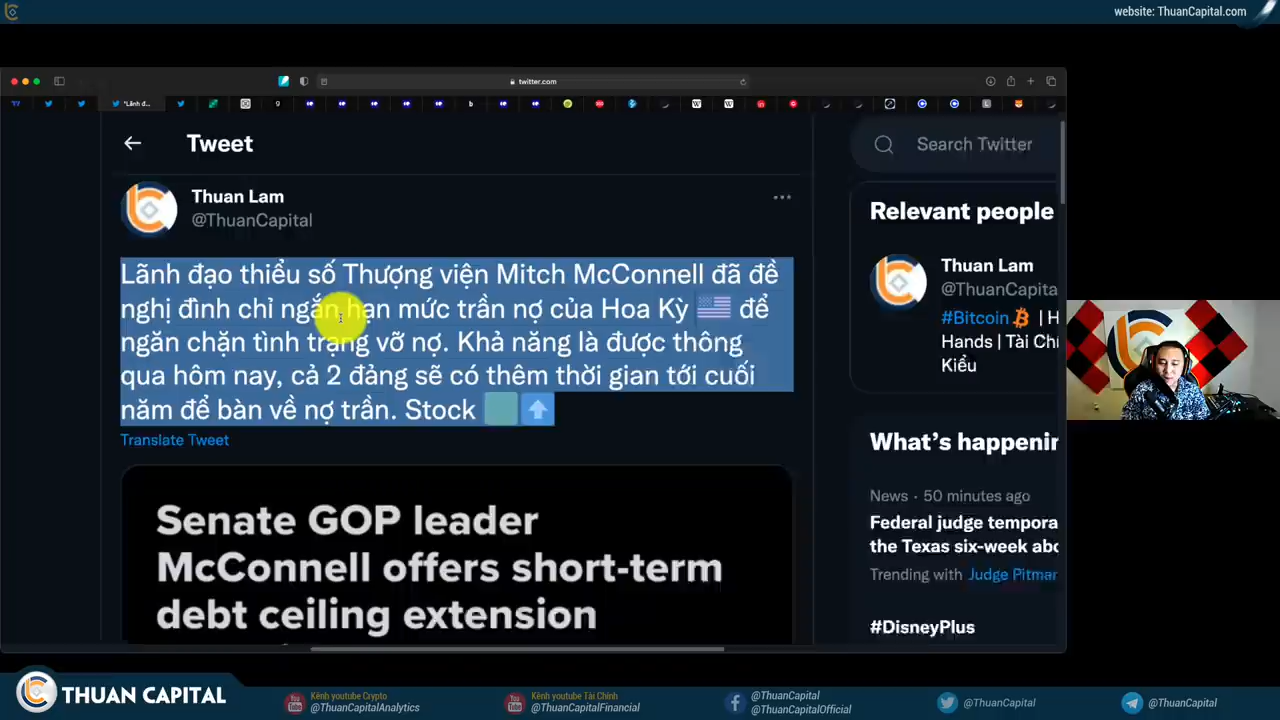 website: ThuanCapital.com
twitter.com
"Lãnh đ...
Tweet
Search Twitter
Thuan Lam
@ThuanCapital
Lãnh đạo thiểu số Thượng viện Mitch McConnell đã đề
nghị đình chỉ ngắn hạn mức trần nợ của Hoa Kỳ 🇺🇸 để
ngăn chặn tình trạng vỡ nợ. Khả năng là được thông
qua hôm nay, cả 2 đảng sẽ có thêm thời gian tới cuối
năm để bàn về nợ trần. Stock 🟩⬆️
Translate Tweet
Senate GOP leader
McConnell offers short-term
debt ceiling extension
Relevant people
Thuan Lam
@ThuanCapita
#Bitcoin | H
Hands | Tài Chí
Kiểu
What's happenin
News · 50 minutes ago
Federal judge tempora
the Texas six-week abo
Trending with Judge Pitman
#DisneyPlus
THUAN CAPITAL
Kênh youtube Crypto
@ThuanCapitalAnalytics
Kênh youtube Tài Chính
@ThuanCapitalFinancial
@ThuanCapital
@ThuanCapitalOfficial
@ThuanCapital
@ThuanCapital